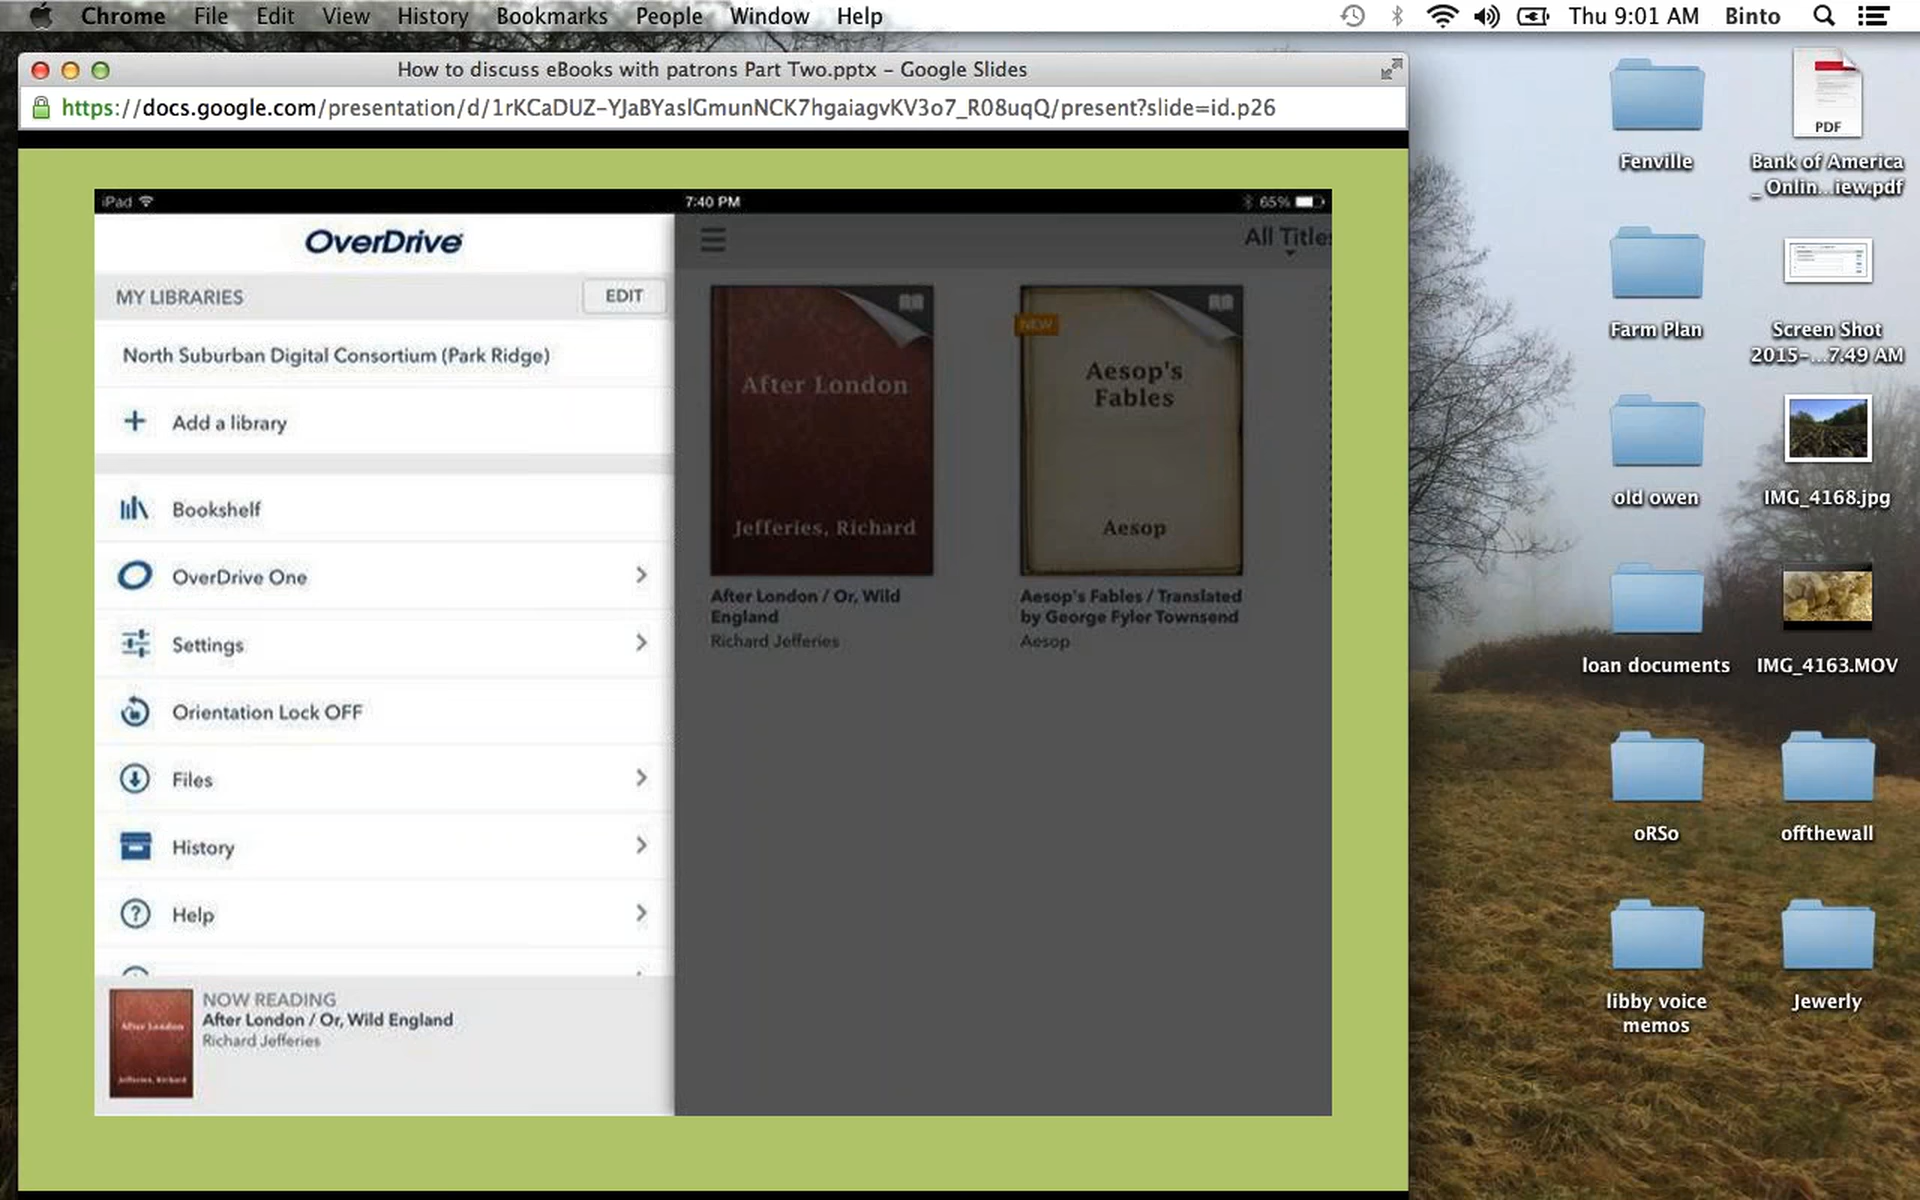 Chrome File Edit View History Bookmarks People Window Help Thu 9:01 AM Binto
How to discuss eBooks with patrons Part Two.pptx - Google Slides
https://docs.google.com/presentation/d/1rKCaDUZ-YJaBYaslGmunNCK7hgaiagvKV3o7_R08uqQ/present?slide=id.p26
iPad 7:40 PM 65%
OverDrive
MY LIBRARIES EDIT
North Suburban Digital Consortium (Park Ridge)
Add a library
Bookshelf
OverDrive One
Settings
Orientation Lock OFF
Files
History
Help
NOW READING
After London / Or, Wild England
Richard Jefferies
After London
Jefferies, Richard
All Titles
After London
Jefferies, Richard
After London / Or, Wild
England
Richard Jefferies
NEW
Aesop's
Fables
Aesop
Aesop's Fables / Translated
by George Fyler Townsend
Aesop
Fenville
PDF
Bank of America
_ Onlin...iew.pdf
Farm Plan
Screen Shot
2015-...7.49 AM
old owen
IMG_4168.jpg
loan documents
IMG_4163.MOV
oRSo
offthewall
libby voice
memos
Jewerly